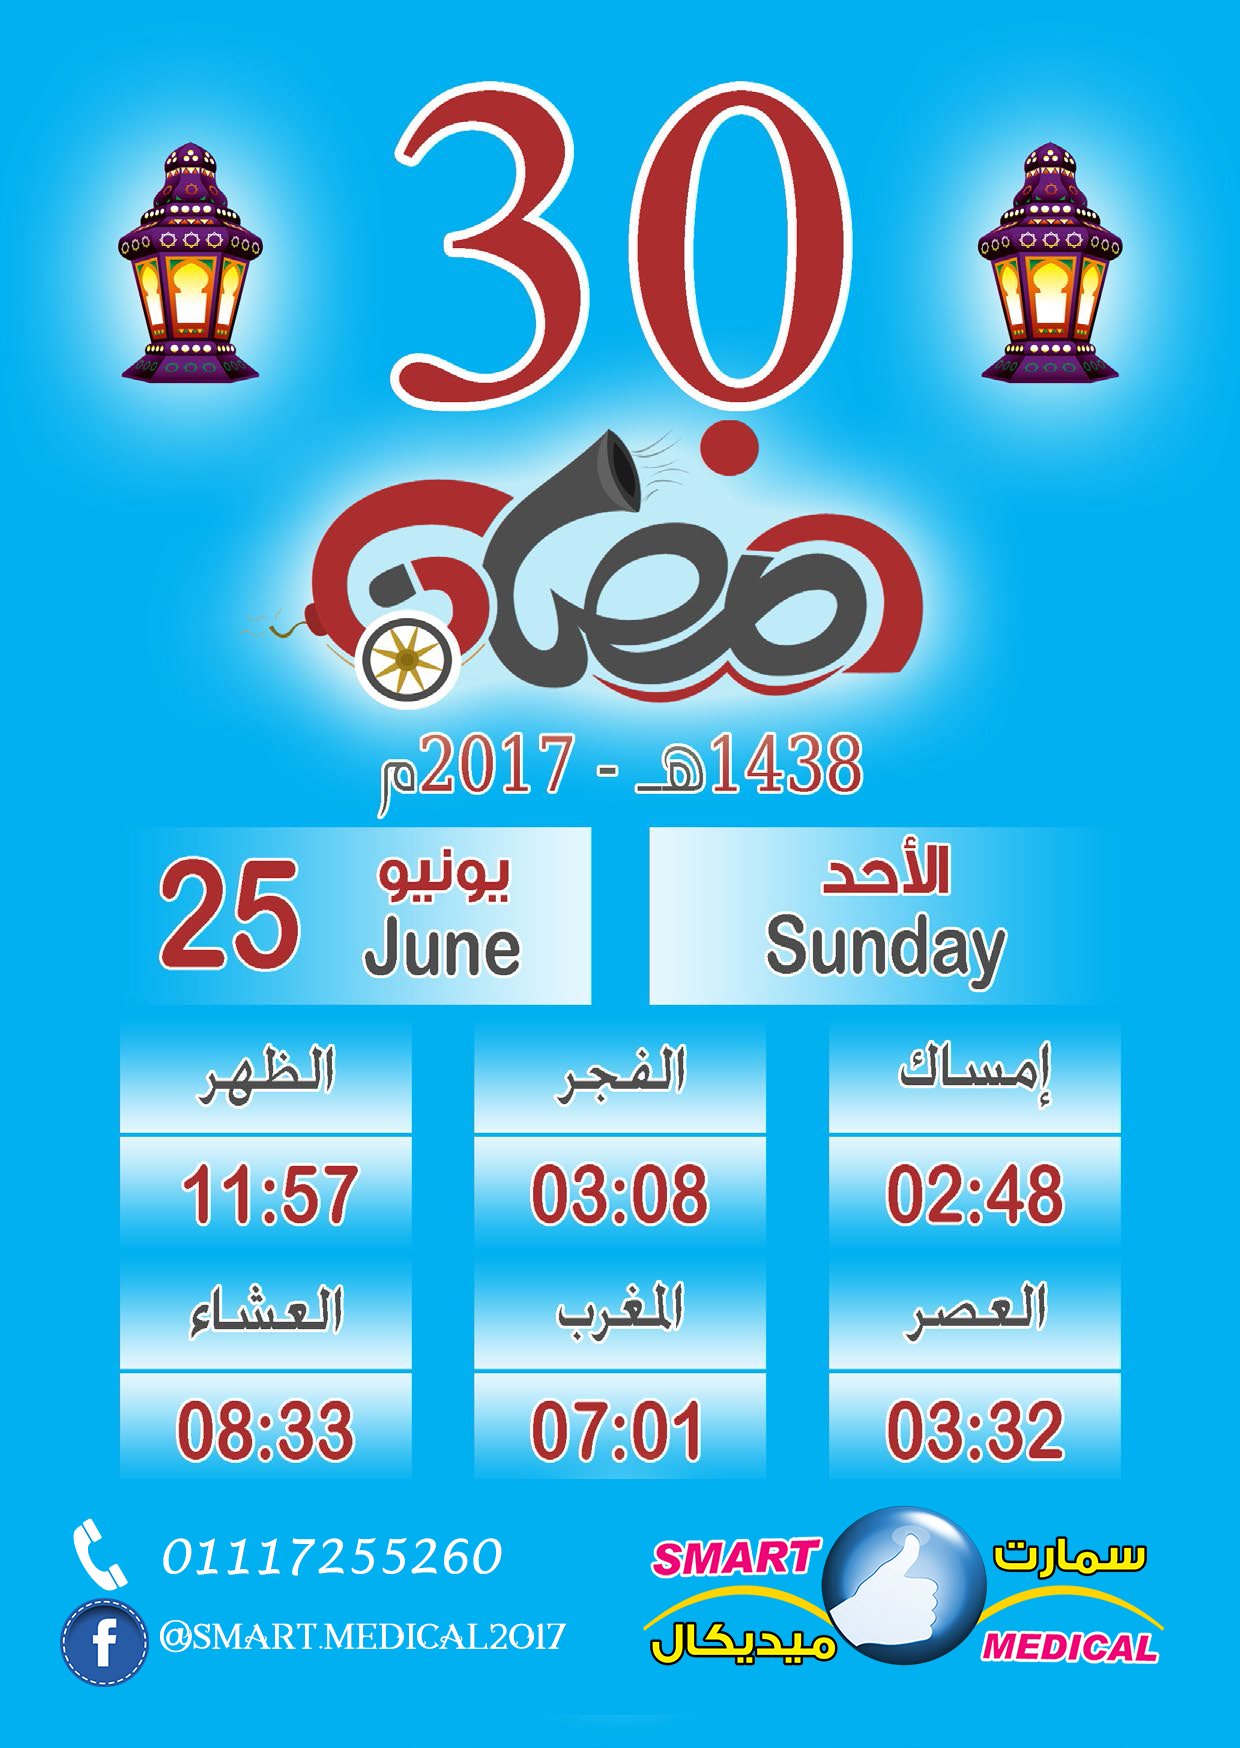 30
رمضان
1438هـ - 2017م
الأحد
Sunday
يونيو
June
25
إمساك
الفجر
الظهر
02:48
03:08
11:57
العصر
المغرب
العشاء
03:32
07:01
08:33
01117255260
@SMART.MEDICAL2017
SMART
سمارت
ميديكال
MEDICAL
f